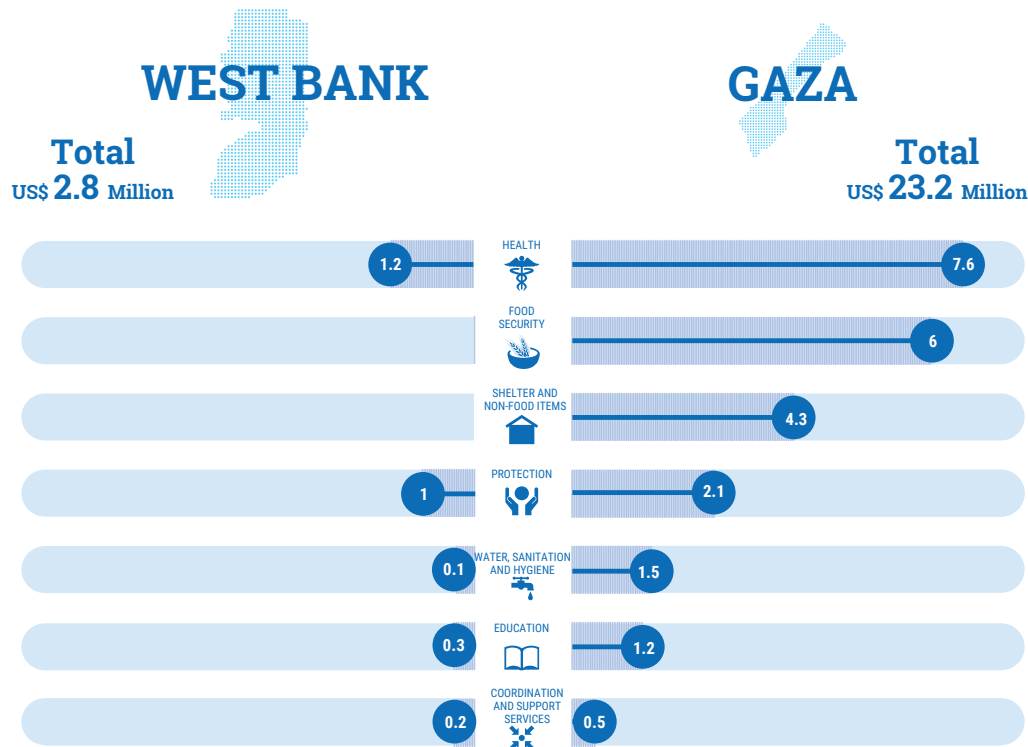 WEST BANK
GAZA
Total
US$ 2.8 Million
Total
US$ 23.2 Million
HEALTH
1.2
7.6
FOOD
SECURITY
6
SHELTER AND
NON-FOOD ITEMS
4.3
PROTECTION
1
2.1
WATER, SANITATION
AND HYGIENE
0.1
1.5
EDUCATION
0.3
1.2
COORDINATION
AND SUPPORT
SERVICES
0.2
0.5